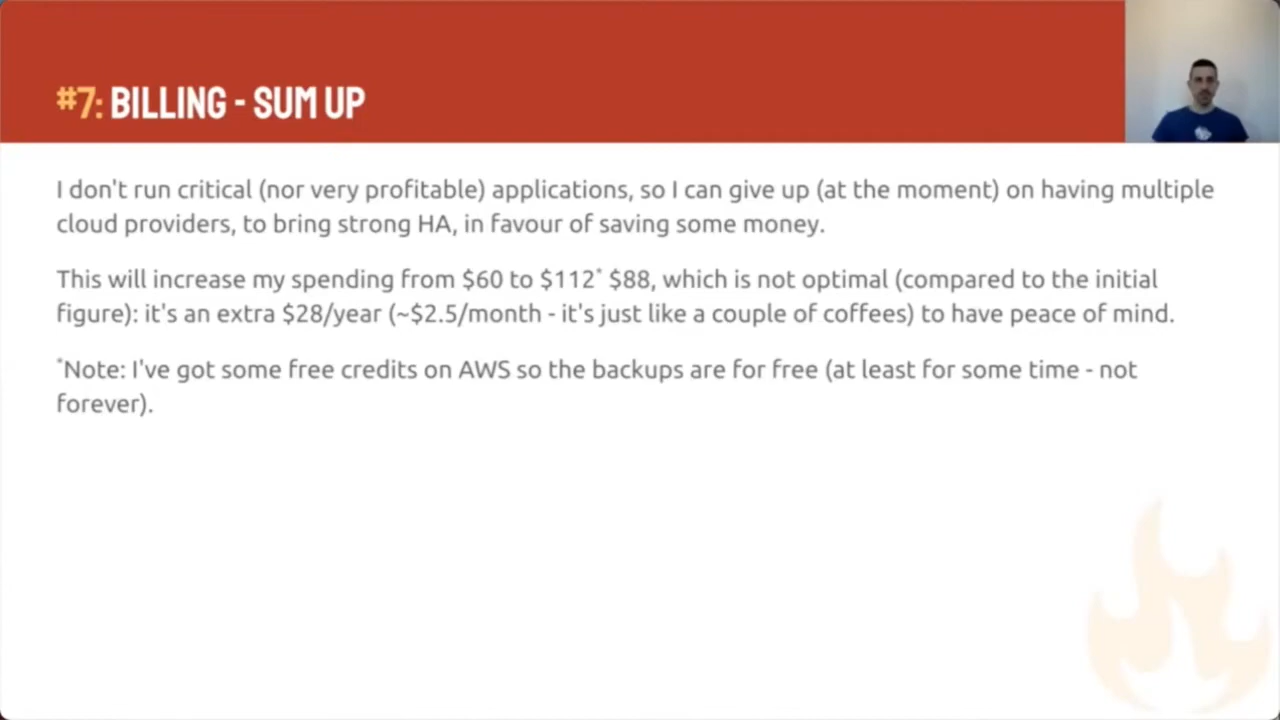 #7: BILLING - SUM UP
I don't run critical (nor very profitable) applications, so I can give up (at the moment) on having multiple
cloud providers, to bring strong HA, in favour of saving some money.
This will increase my spending from $60 to $112* $88, which is not optimal (compared to the initial
figure): it's an extra $28/year (~$2.5/month - it's just like a couple of coffees) to have peace of mind.
*Note: I've got some free credits on AWS so the backups are for free (at least for some time - not
forever).